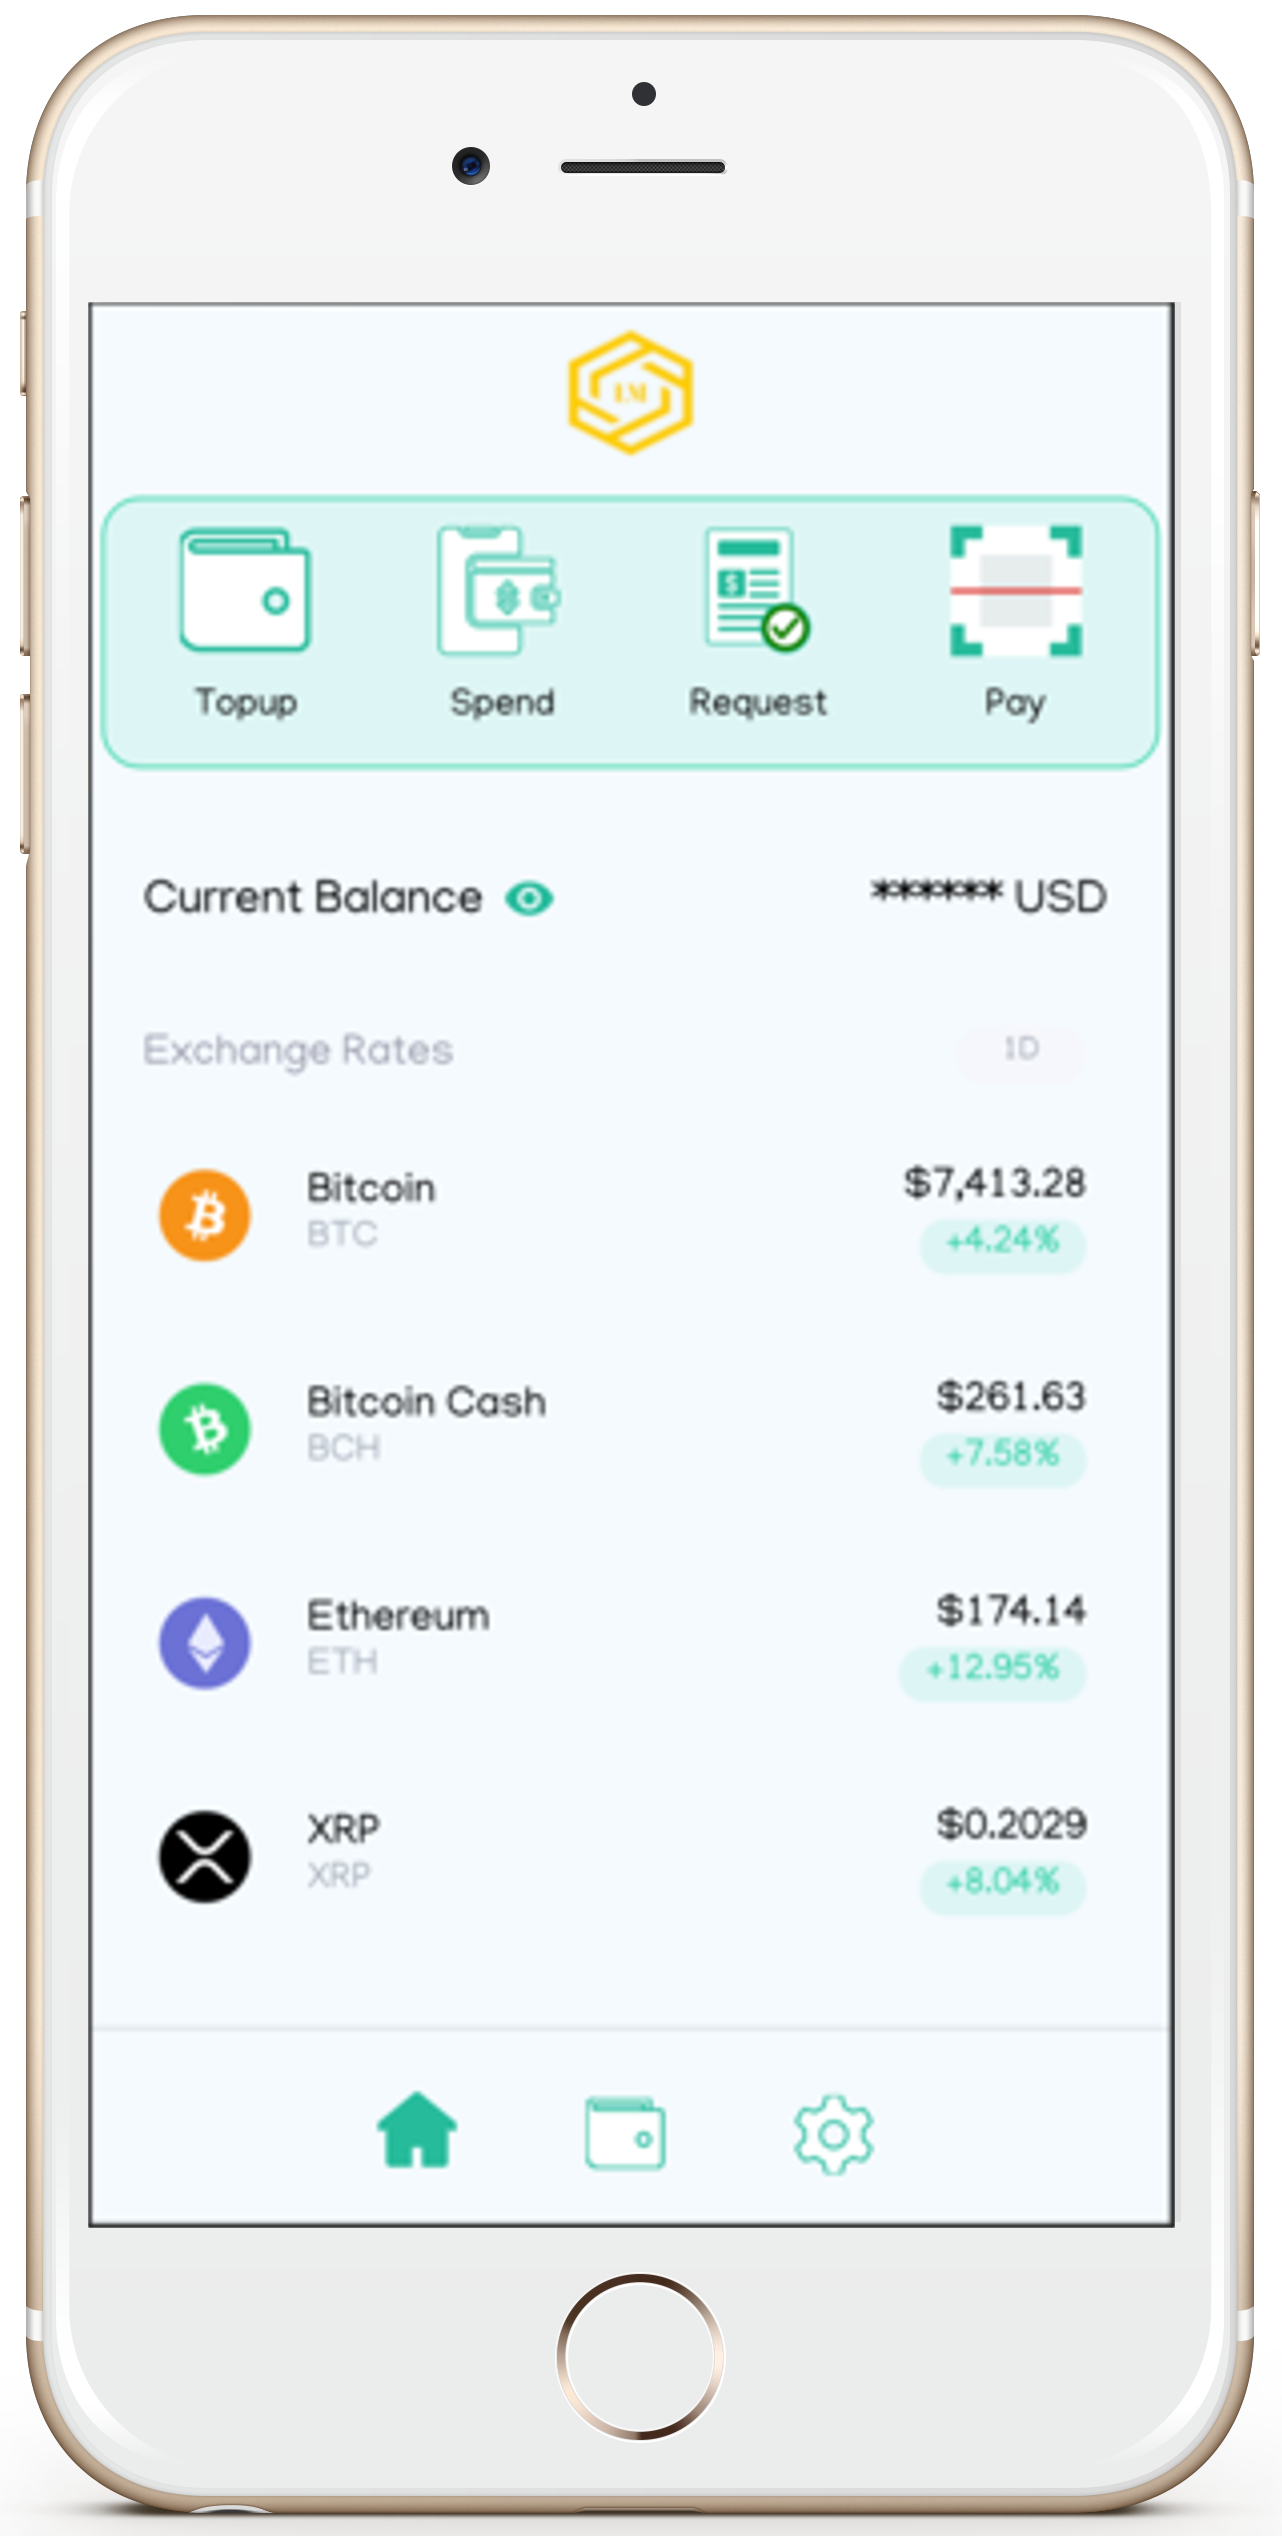 LM
Topup Spend Request Pay
Current Balance ****** USD
Exchange Rates 1D
Bitcoin $7,413.28
BTC +4.24%
Bitcoin Cash $261.63
BCH +7.58%
Ethereum $174.14
ETH +12.95%
XRP $0.2029
XRP +8.04%